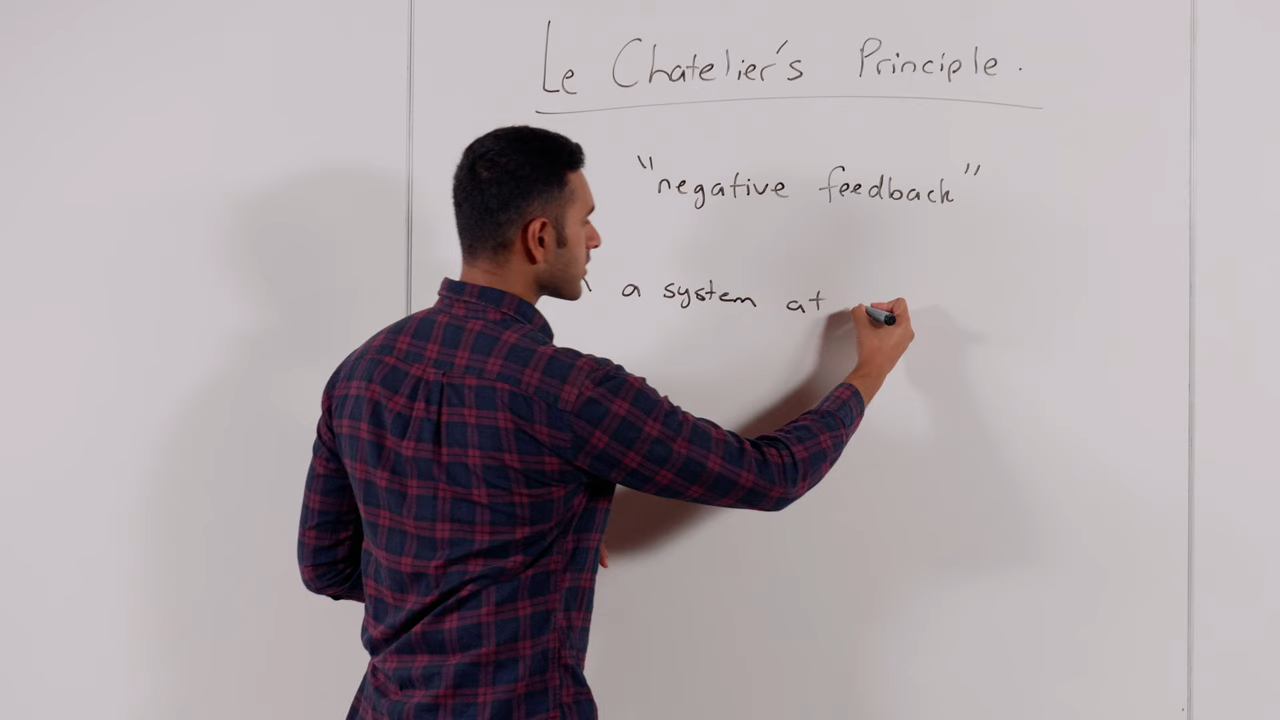 Le Chatelier's Principle.
"negative feedback"
a system at